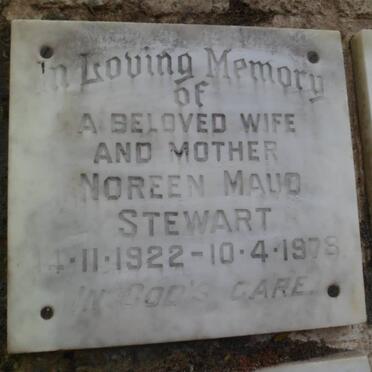 In Loving Memory
of
A BELOVED WIFE
AND MOTHER
NOREEN MAUD
STEWART
14·11·1922-10·4·1978
IN GOD'S CARE.